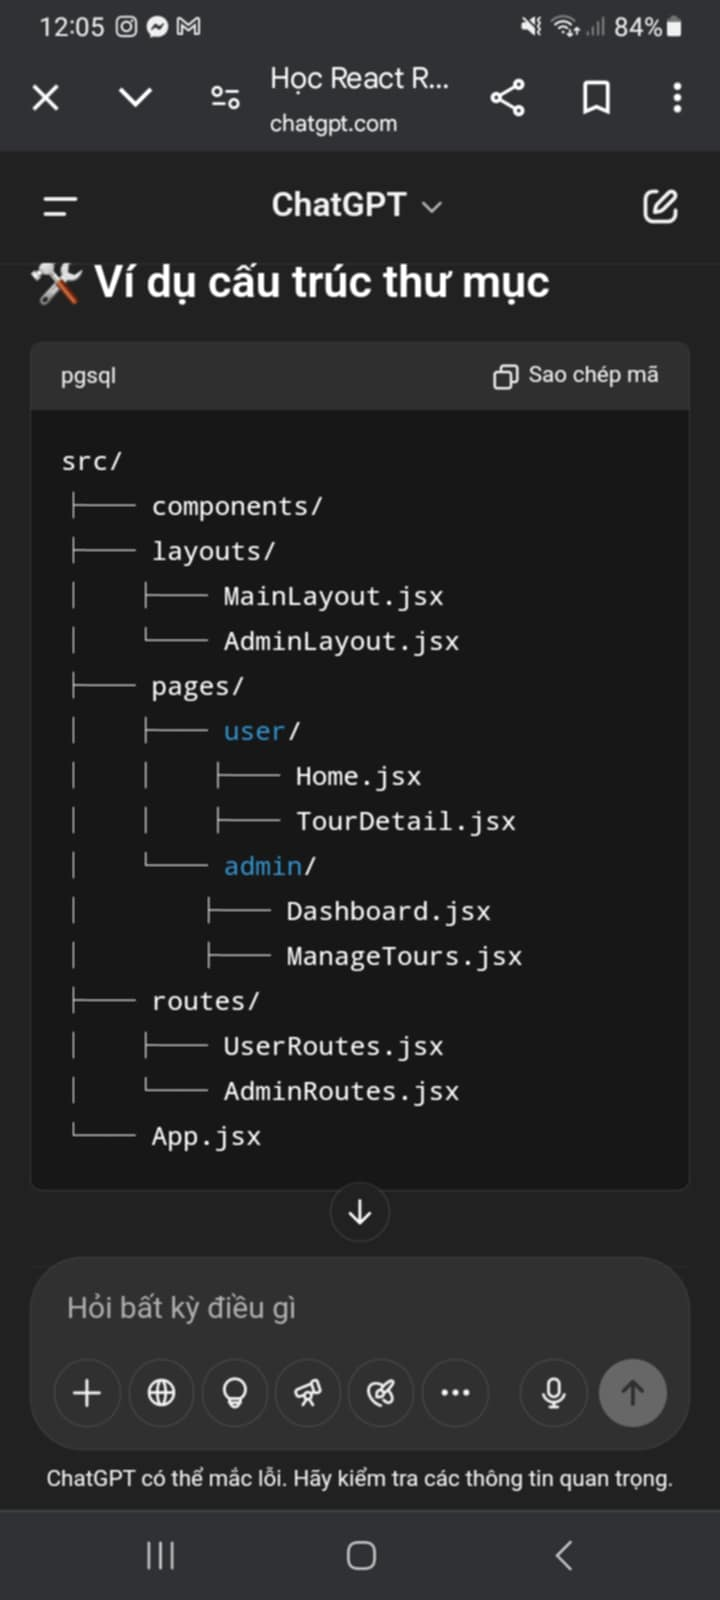 12:05 84%
Học React R...
chatgpt.com
ChatGPT
Ví dụ cấu trúc thư mục
pgsql Sao chép mã
src/
├── components/
├── layouts/
│   ├── MainLayout.jsx
│   └── AdminLayout.jsx
├── pages/
│   ├── user/
│   │   ├── Home.jsx
│   │   ├── TourDetail.jsx
│   └── admin/
│       ├── Dashboard.jsx
│       ├── ManageTours.jsx
├── routes/
│   ├── UserRoutes.jsx
│   └── AdminRoutes.jsx
└── App.jsx
Hỏi bất kỳ điều gì
ChatGPT có thể mắc lỗi. Hãy kiểm tra các thông tin quan trọng.